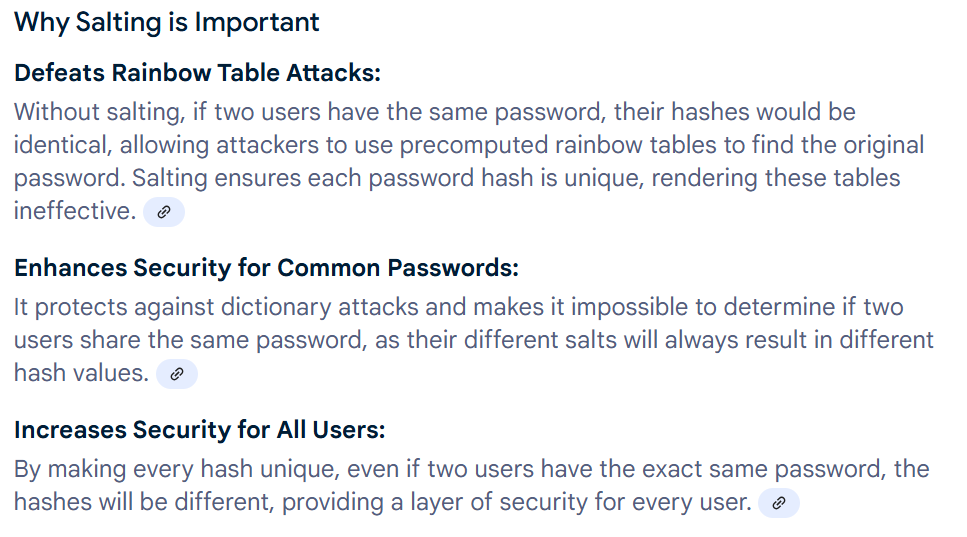 Why Salting is Important
Defeats Rainbow Table Attacks:
Without salting, if two users have the same password, their hashes would be
identical, allowing attackers to use precomputed rainbow tables to find the original
password. Salting ensures each password hash is unique, rendering these tables
ineffective.
Enhances Security for Common Passwords:
It protects against dictionary attacks and makes it impossible to determine if two
users share the same password, as their different salts will always result in different
hash values.
Increases Security for All Users:
By making every hash unique, even if two users have the exact same password, the
hashes will be different, providing a layer of security for every user.